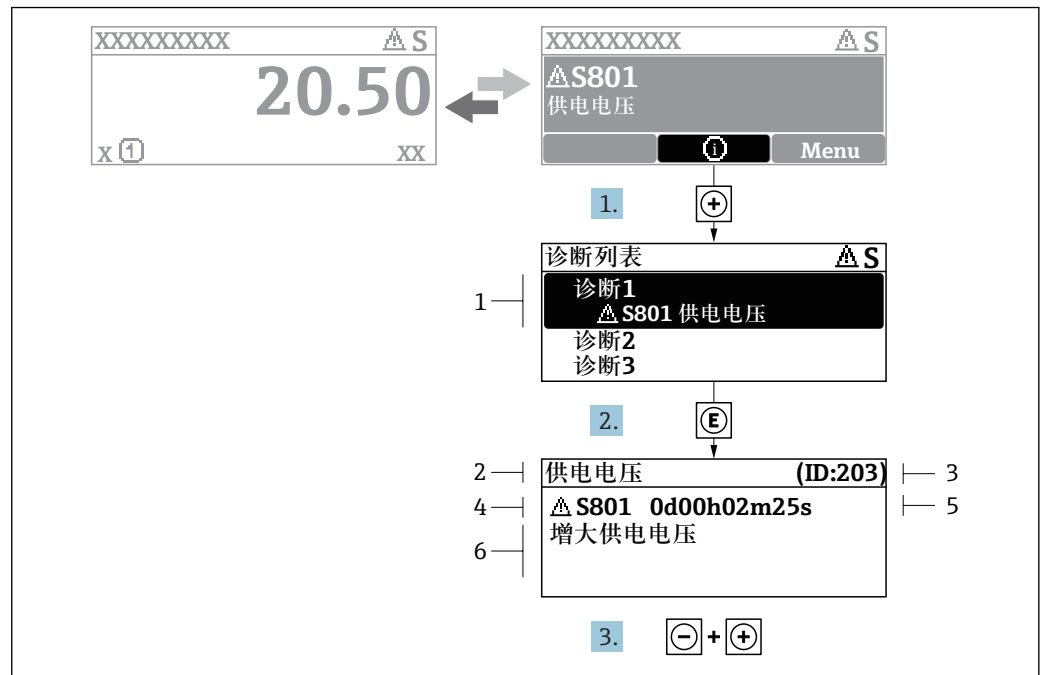 XXXXXXXXX ⚠S
20.50
x ① XX
XXXXXXXXX ⚠S
⚠S801
供电电压
ⓘ Menu
1. ⊕
诊断列表 ⚠S
1
诊断1
⚠ S801 供电电压
诊断2
诊断3
2. Ⓔ
2 供电电压 (ID:203) 3
4 ⚠ S801 0d00h02m25s 5
6 增大供电电压
3. ⊖+⊕